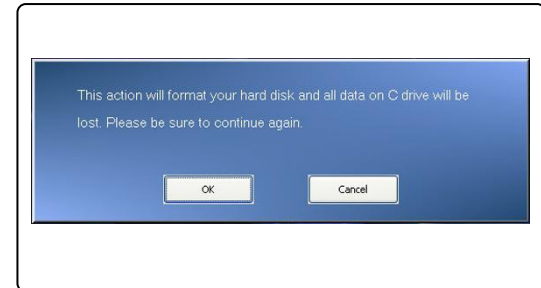 This action will format your hard disk and all data on C drive will be
lost. Please be sure to continue again.
OK
Cancel